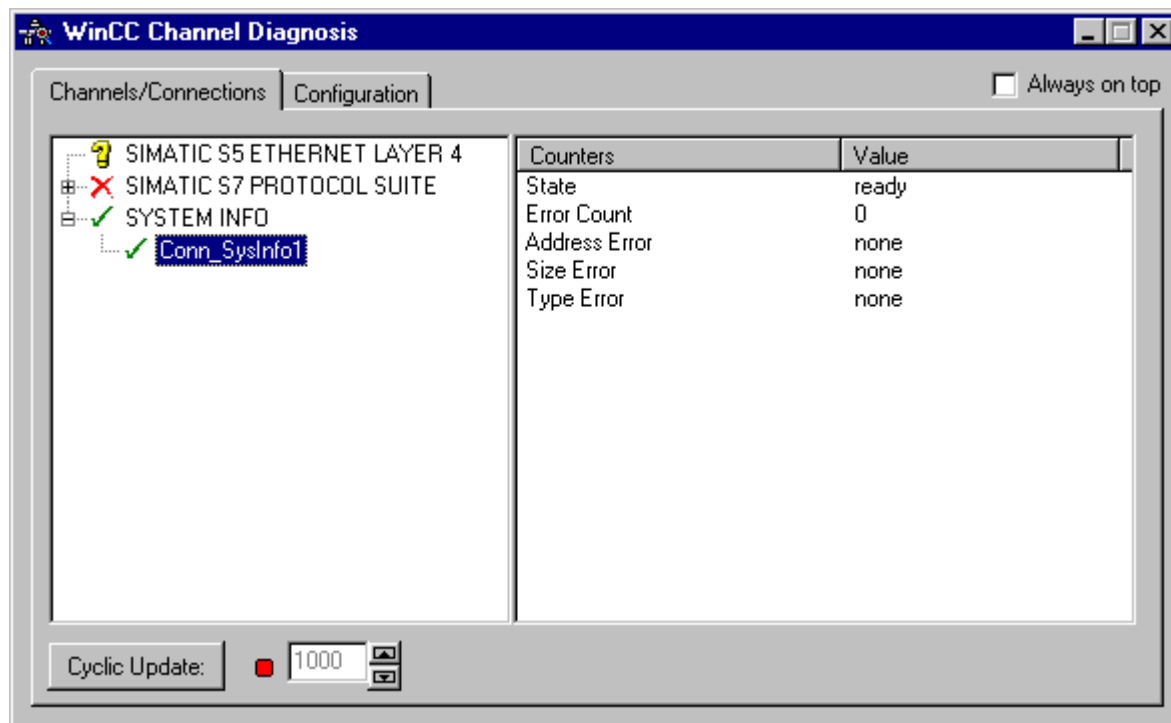 WinCC Channel Diagnosis
Channels/Connections Configuration Always on top
SIMATIC S5 ETHERNET LAYER 4
SIMATIC S7 PROTOCOL SUITE
SYSTEM INFO
Conn_SysInfo1
Counters Value
State ready
Error Count 0
Address Error none
Size Error none
Type Error none
Cyclic Update: 1000